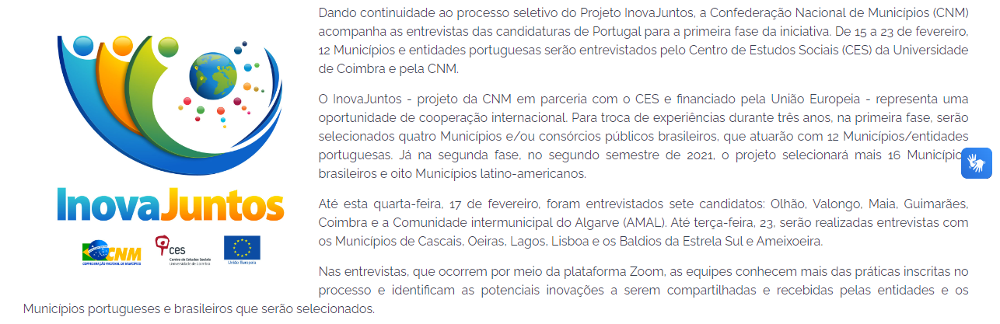 Dando continuidade ao processo seletivo do Projeto InovaJuntos, a Confederação Nacional de Municípios (CNM)
acompanha as entrevistas das candidaturas de Portugal para a primeira fase da iniciativa. De 15 a 23 de fevereiro,
12 Municípios e entidades portuguesas serão entrevistados pelo Centro de Estudos Sociais (CES) da Universidade
de Coimbra e pela CNM.
O InovaJuntos - projeto da CNM em parceria com o CES e financiado pela União Europeia - representa uma
oportunidade de cooperação internacional. Para troca de experiências durante três anos, na primeira fase, serão
selecionados quatro Municípios e/ou consórcios públicos brasileiros, que atuarão com 12 Municípios/entidades
portuguesas. Já na segunda fase, no segundo semestre de 2021, o projeto selecionará mais 16 Município
brasileiros e oito Municípios latino-americanos.
Até esta quarta-feira, 17 de fevereiro, foram entrevistados sete candidatos: Olhão, Valongo, Maia, Guimarães,
Coimbra e a Comunidade intermunicipal do Algarve (AMAL). Até terça-feira, 23, serão realizadas entrevistas com
os Municípios de Cascais, Oeiras, Lagos, Lisboa e os Baldios da Estrela Sul e Ameixoeira.
Nas entrevistas, que ocorrem por meio da plataforma Zoom, as equipes conhecem mais das práticas inscritas no
processo e identificam as potenciais inovações a serem compartilhadas e recebidas pelas entidades e os
Municípios portugueses e brasileiros que serão selecionados.
InovaJuntos
CNM
CONFEDERAÇÃO NACIONAL DE MUNICÍPIOS
ces
Centro de Estudos Sociais
Universidade de Coimbra
União Europeia